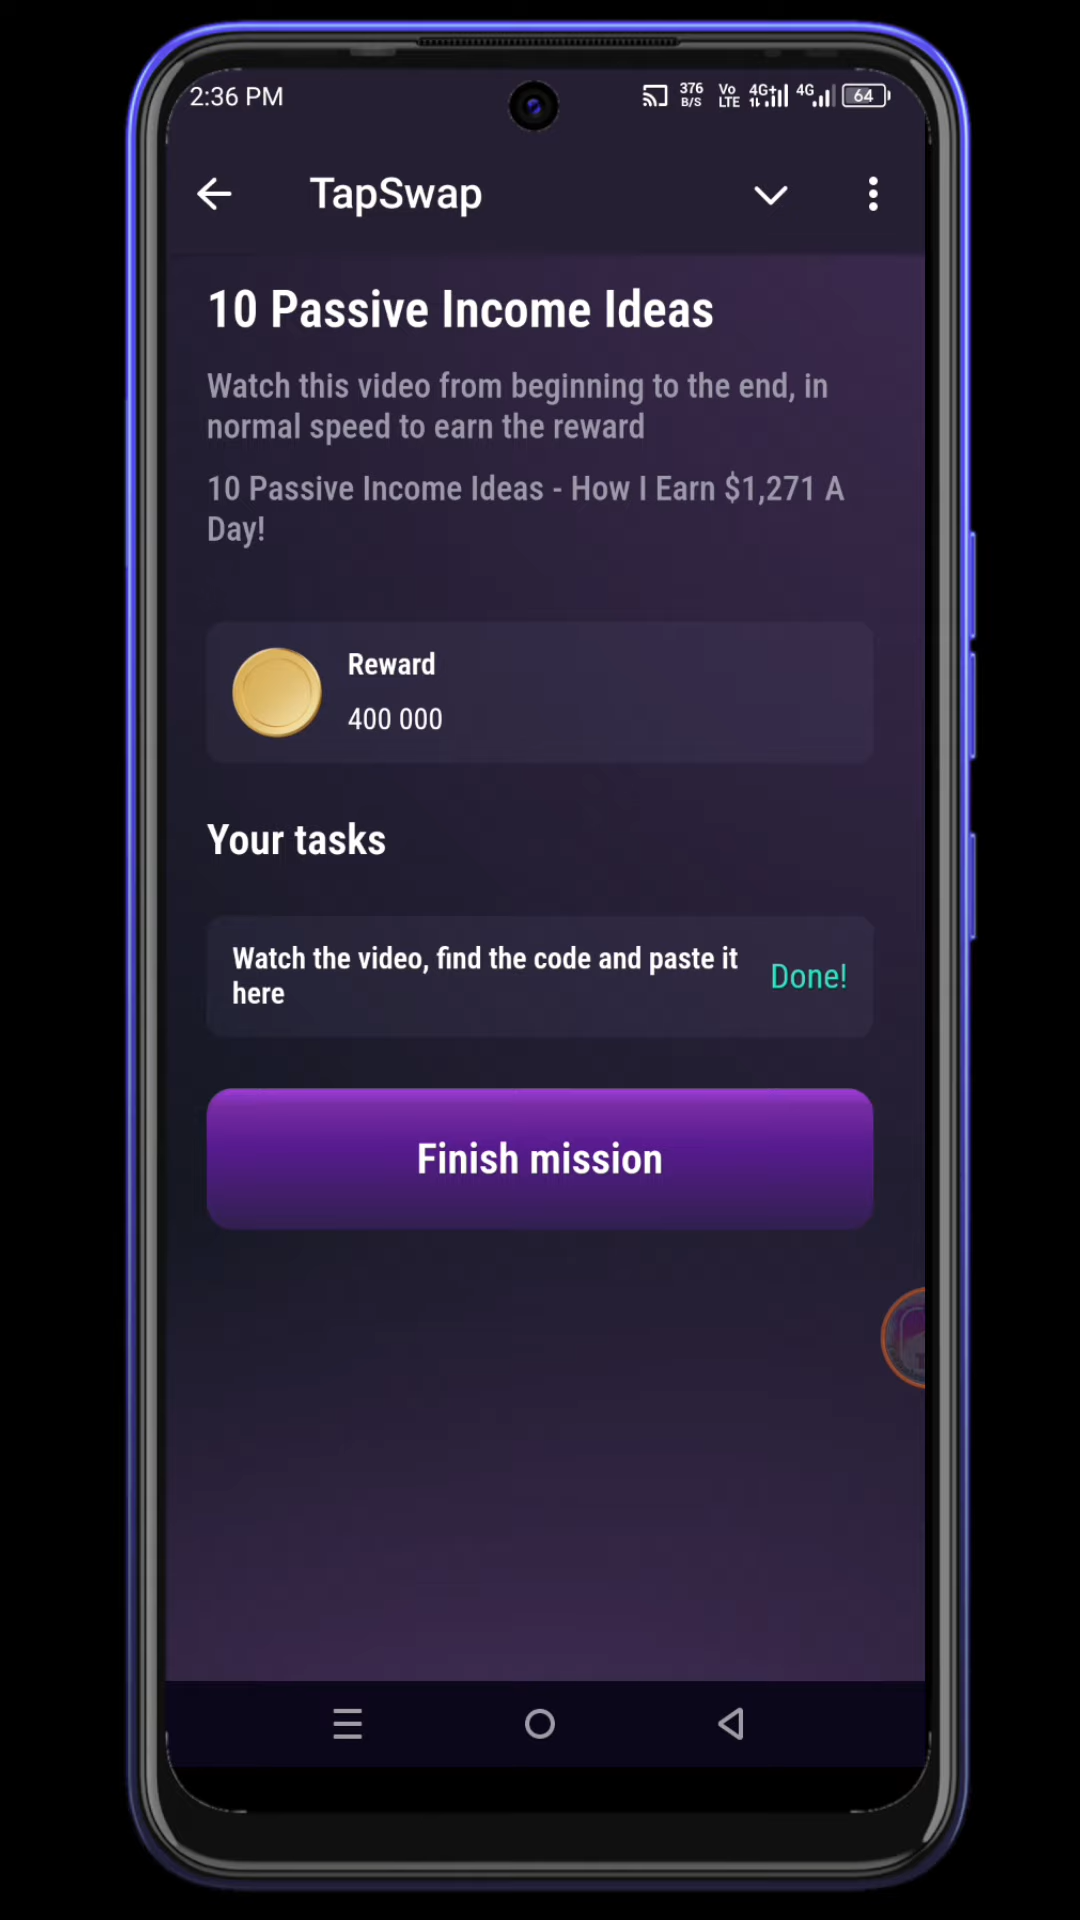 2:36 PM
376 B/S Vo LTE 4G+ 4G 64
TapSwap
10 Passive Income Ideas
Watch this video from beginning to the end, in
normal speed to earn the reward
10 Passive Income Ideas - How I Earn $1,271 A
Day!
Reward
400 000
Your tasks
Watch the video, find the code and paste it
here
Done!
Finish mission